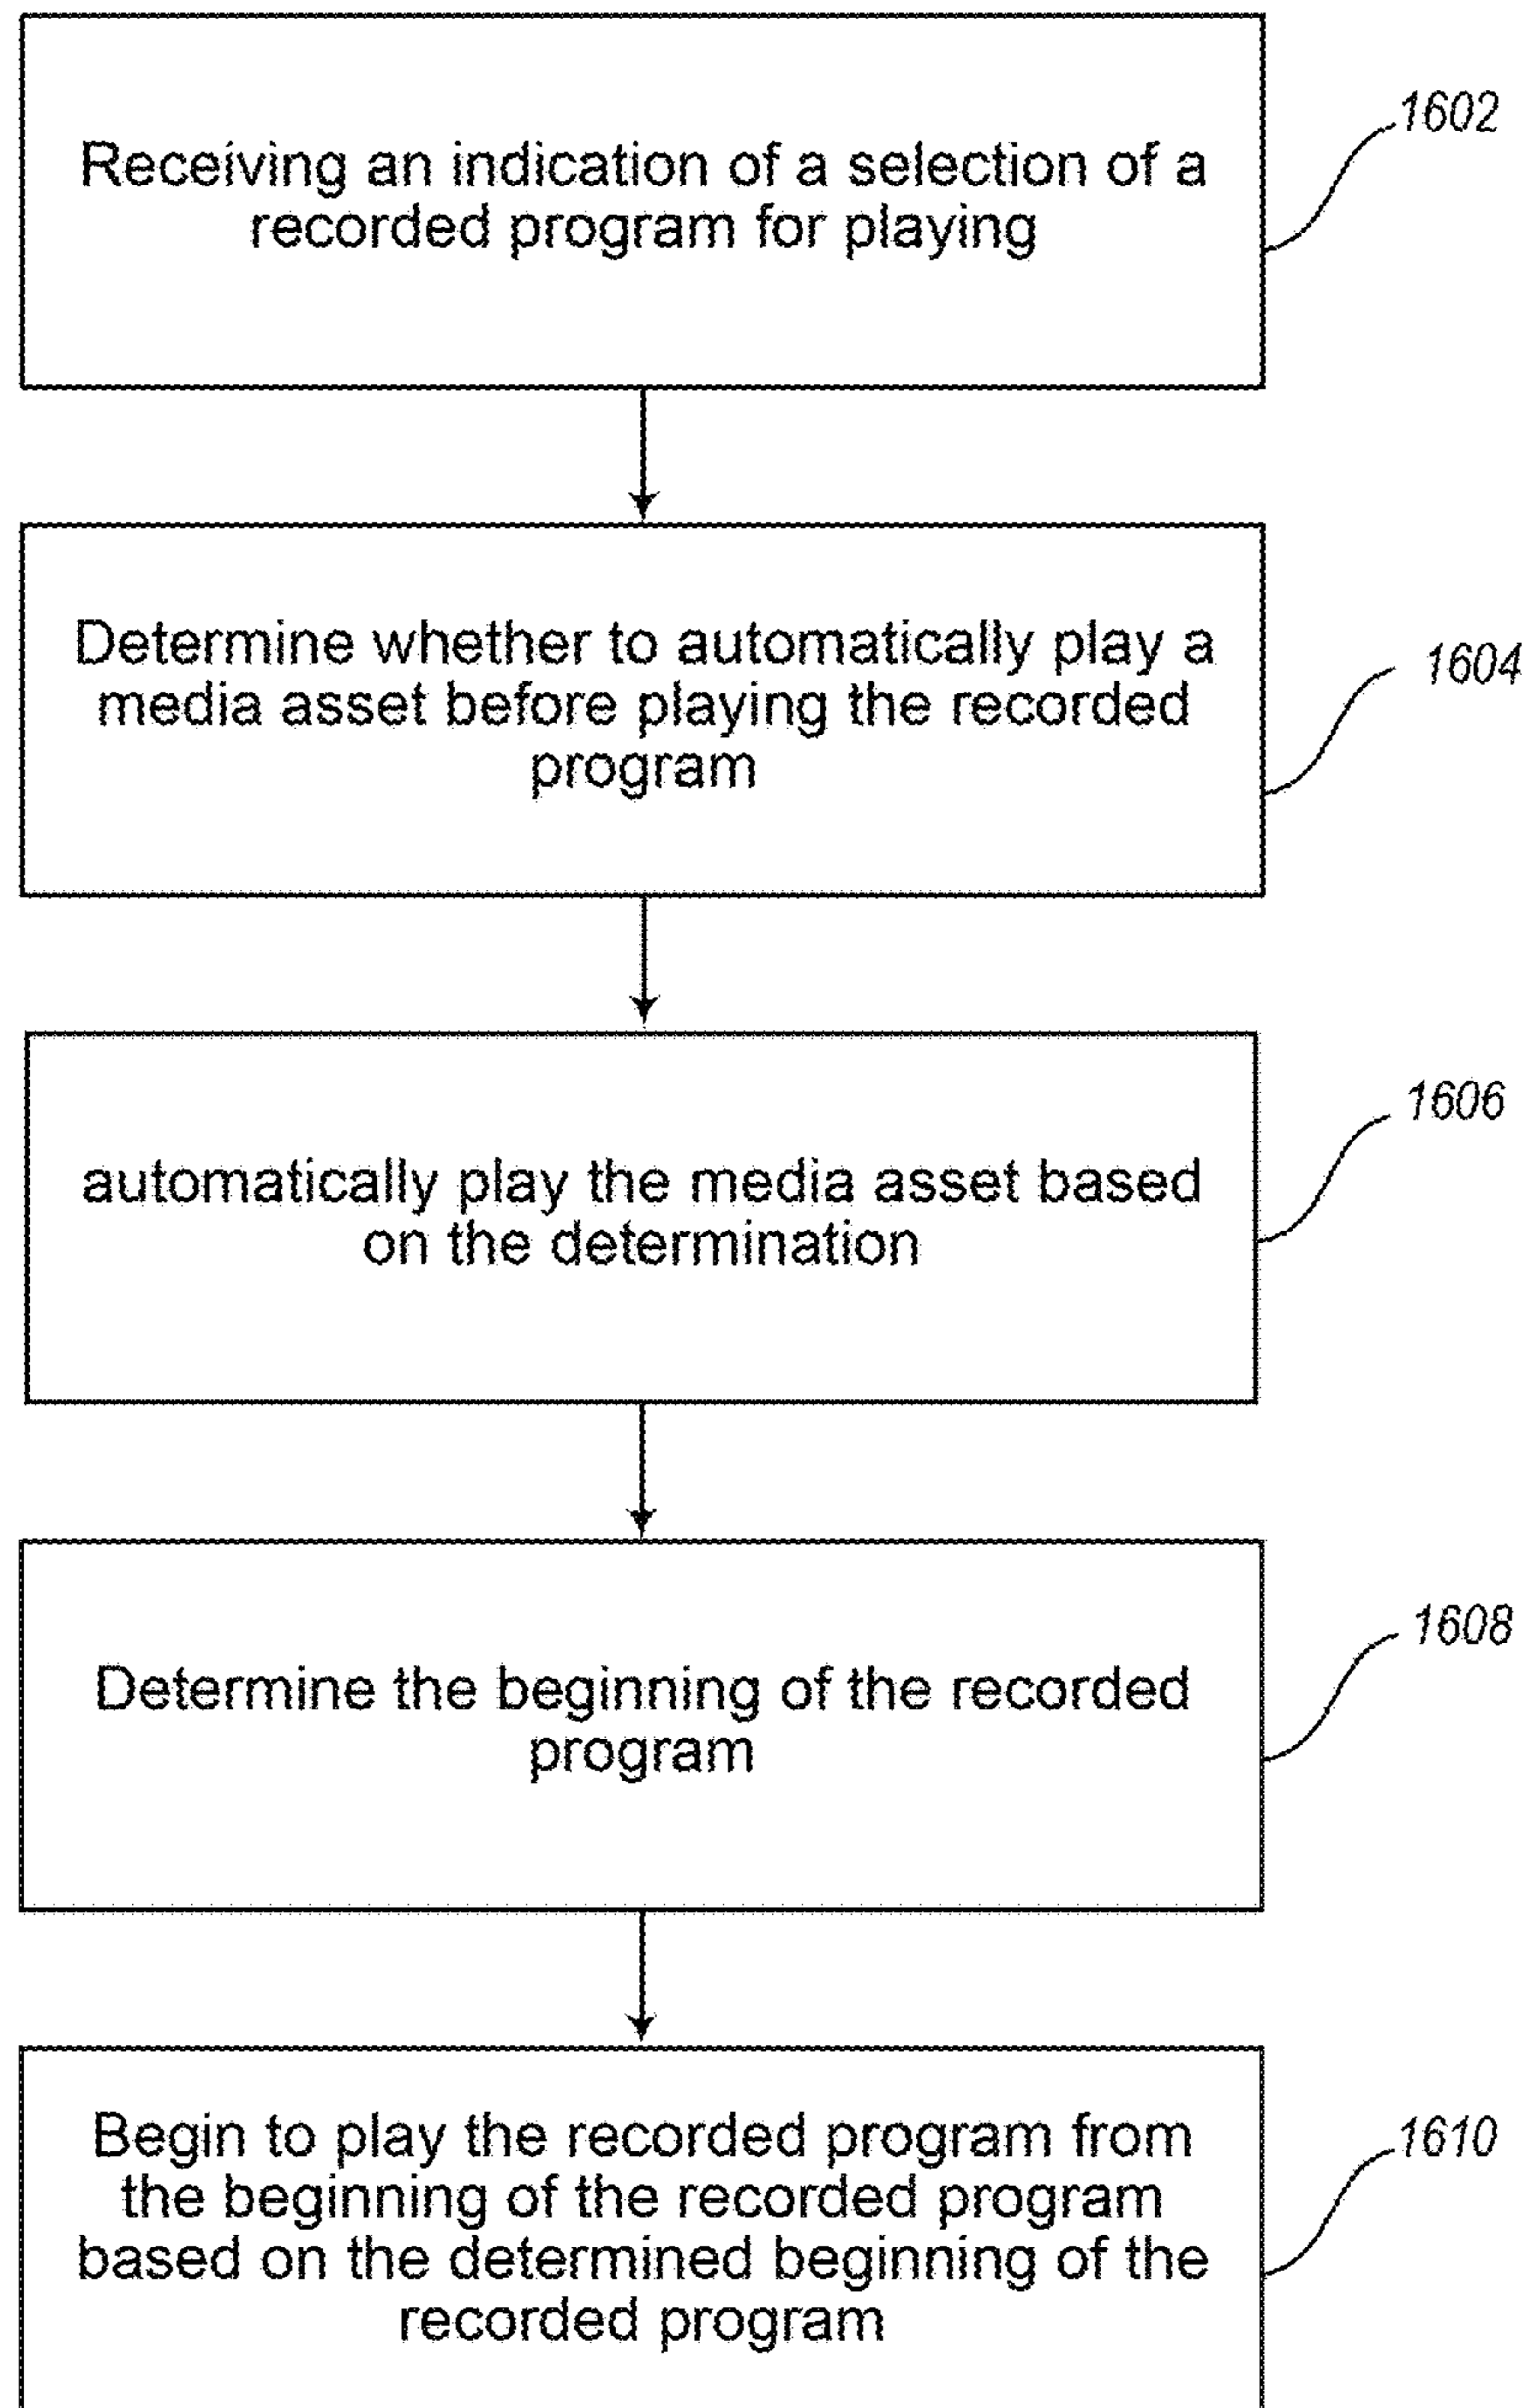 Receiving an indication of a selection of a
recorded program for playing
1602
Determine whether to automatically play a
media asset before playing the recorded
program
1604
automatically play the media asset based
on the determination
1606
Determine the beginning of the recorded
program
1608
Begin to play the recorded program from
the beginning of the recorded program
based on the determined beginning of the
recorded program
1610